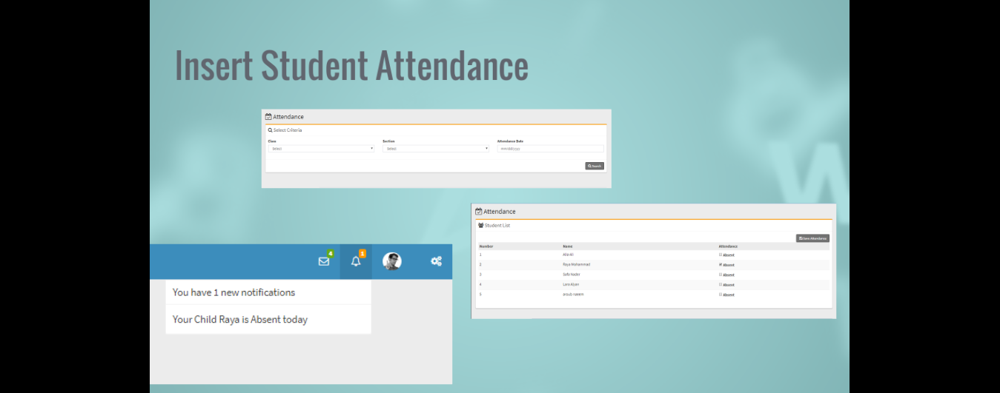 Insert Student Attendance
Attendance
Select Criteria
Class Section Attendance Date
Select Select mm/dd/yyyy
Search
Attendance
Student List
Save Attendance
Number Name Attendance
1 Absent
2 Raya Mohammad Absent
3 Safa Nader Absent
4 Lara Alyan Absent
5 aroub naeem Absent
4 1
You have 1 new notifications
Your Child Raya is Absent today
w